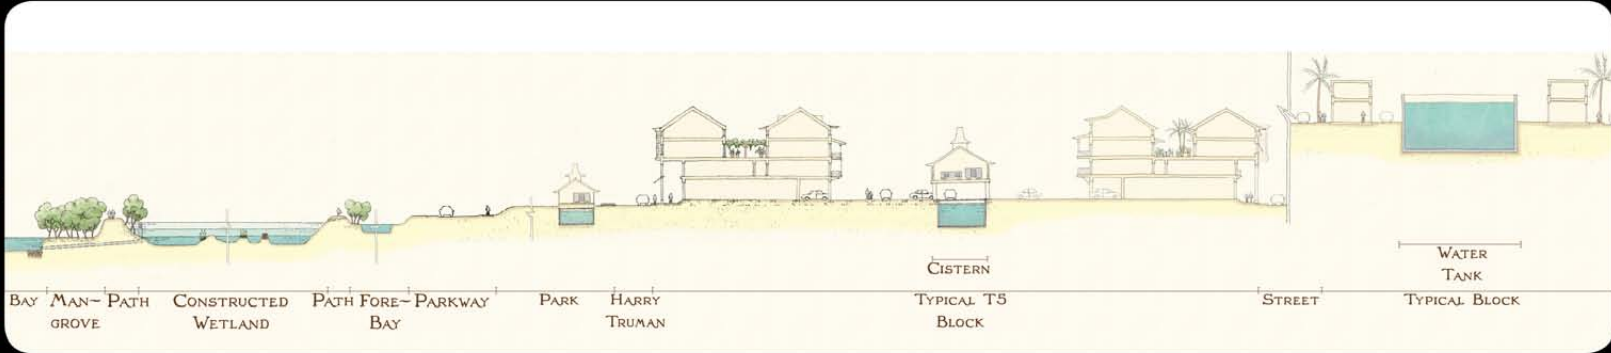 Cistern
Water
Tank
Bay Man~ Path Constructed Path Fore~ Parkway Park Harry Typical T5 Street Typical Block
grove Wetland Bay Truman Block